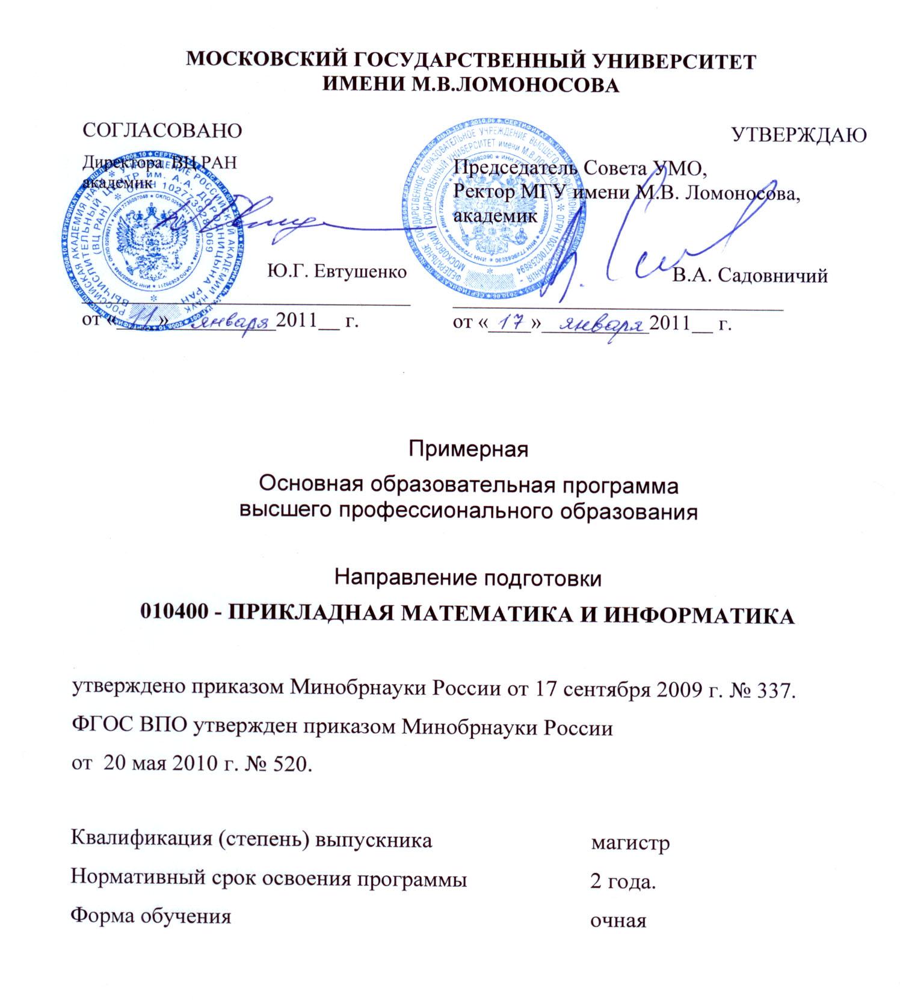 МОСКОВСКИЙ ГОСУДАРСТВЕННЫЙ УНИВЕРСИТЕТ
ИМЕНИ М.В.ЛОМОНОСОВА
СОГЛАСОВАНО
Директора ВЦ РАН
академик
Ю.Г. Евтушенко
от «11» января 2011__ г.
УТВЕРЖДАЮ
Председатель Совета УМО,
Ректор МГУ имени М.В. Ломоносова,
академик
В.А. Садовничий
от «17» января 2011__ г.
Примерная
Основная образовательная программа
высшего профессионального образования
Направление подготовки
010400 - ПРИКЛАДНАЯ МАТЕМАТИКА И ИНФОРМАТИКА
утверждено приказом Минобрнауки России от 17 сентября 2009 г. № 337.
ФГОС ВПО утвержден приказом Минобрнауки России
от 20 мая 2010 г. № 520.
Квалификация (степень) выпускника магистр
Нормативный срок освоения программы 2 года.
Форма обучения очная